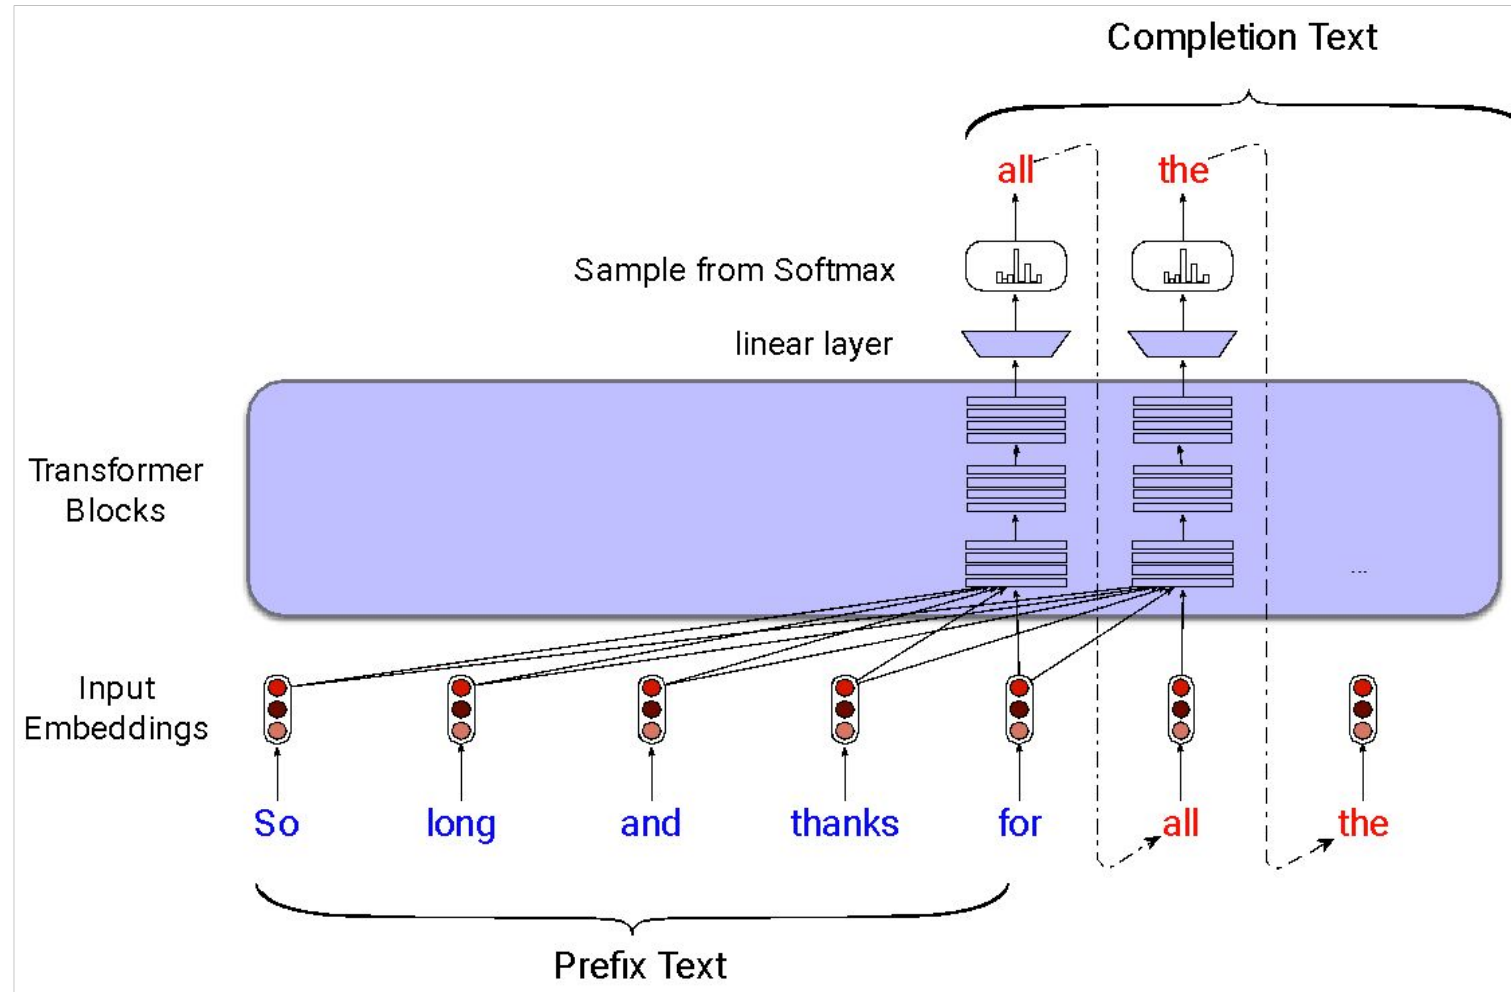 Completion Text
all the
Sample from Softmax
linear layer
Transformer
Blocks
...
Input
Embeddings
So long and thanks for all the
Prefix Text